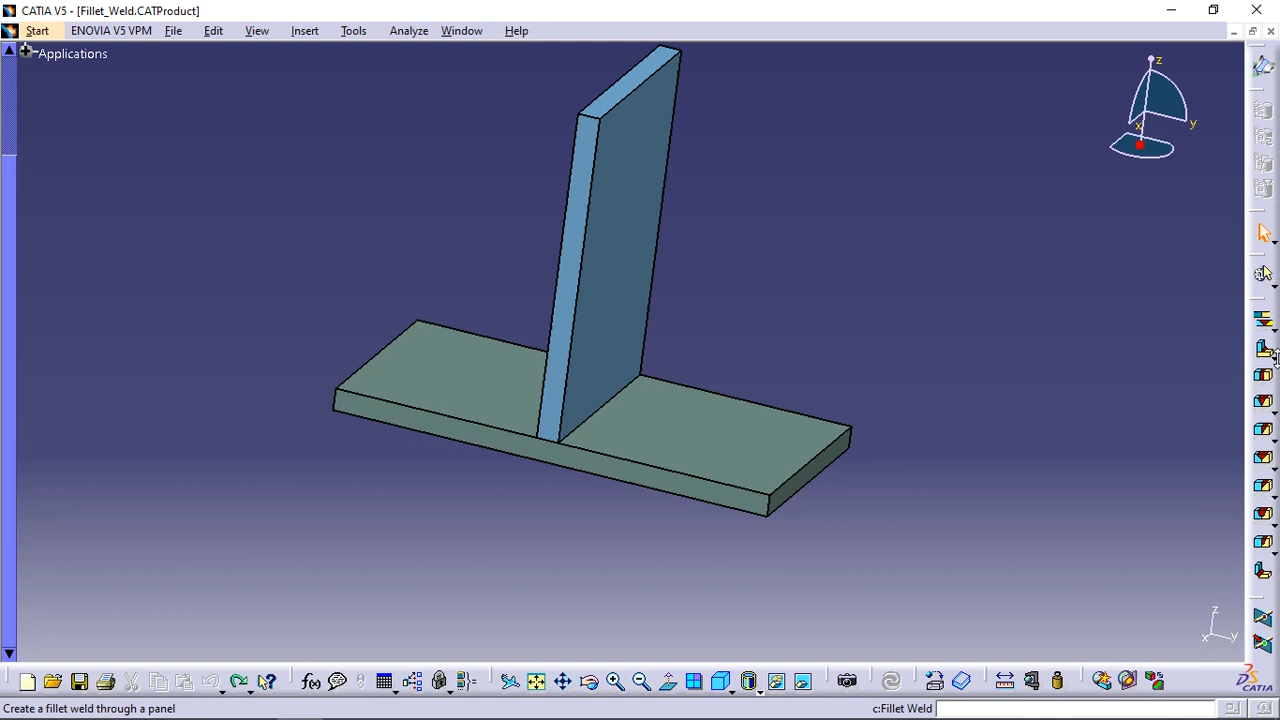 CATIA V5 - [Fillet_Weld.CATProduct]
Start ENOVIA V5 VPM File Edit View Insert Tools Analyze Window Help
Applications
z
x
y
z
x
y
f(x)
CATIA
Create a fillet weld through a panel
c:Fillet Weld